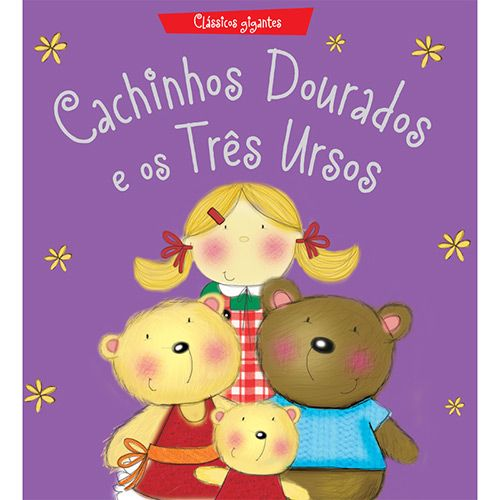 Clássicos gigantes
Cachinhos Dourados
e os Três Ursos